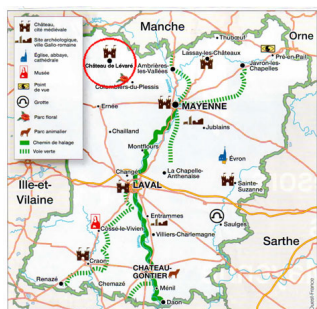 Château,
cité médiévale
Site archéologique,
ville Gallo-romaine
Église, abbaye,
cathédrale
Musée
Point
de vue
Grotte
Parc floral
Parc animalier
Chemin de halage
Voie verte
Manche
Orne
Thubœuf
Lassay-les-Châteaux
Pré-en-Pail
Château de Lévaré
Ambrières-
les-Vallées
Javron-les-
Chapelles
Colombiers-du-Plessis
Ernée
MAYENNE
Jublains
Chailland
Montflours
Évron
La Chapelle-
Anthenaise
Changé
LAVAL
Sainte-
Suzanne
Ille-et-
Vilaine
Entrammes
Saulges
Cossé-le-Vivien
Villiers-Charlemagne
Sarthe
Craon
CHÂTEAU-
GONTIER
Renazé
Chemazé
Ménil
Daon
Ouest-France